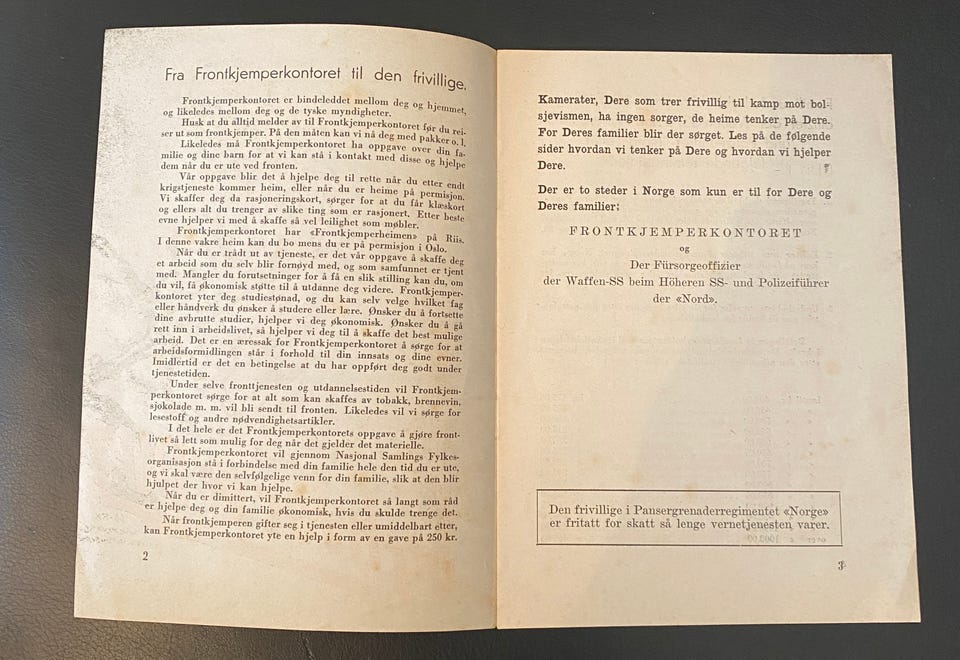 Fra Frontkjemperkontoret til den frivillige.
Frontkjemperkontoret er bindeleddet mellom deg og hjemmet,
og likeledes mellom deg og de tyske myndigheter.
Husk at du alltid melder av til Frontkjemperkontoret før du rei-
ser ut som frontkjemper. På den måten kan vi nå deg med pakker o. l.
Likeledes må Frontkjemperkontoret ha oppgave over din fa-
milie og dine barn for at vi kan stå i kontakt med disse og hjelpe
dem når du er ute ved fronten.
Vår oppgave blir det å hjelpe deg til rette når du etter endt
krigstjeneste kommer heim, eller når du er heime på permisjon.
Vi skaffer deg da rasjoneringskort, sørger for at du får klæskort
og ellers alt du trenger av slike ting som er rasjonert. Etter beste
evne hjelper vi med å skaffe så vel leilighet som møbler.
Frontkjemperkontoret har «Frontkjemperheimen» på Riis.
I denne vakre heim kan du bo mens du er på permisjon i Oslo.
Når du er trådt ut av tjeneste, er det vår oppgave å skaffe deg
et arbeid som du selv blir fornøyd med, og som samfunnet er tjent
med. Mangler du forutsetninger for å få en slik stilling kan du, om
du vil, få økonomisk støtte til å utdanne deg videre. Frontkjemper-
kontoret yter deg studiestønad, og du kan selv velge hvilket fag
eller håndverk du ønsker å studere eller lære. Ønsker du å fortsette
dine avbrutte studier, hjelper vi deg økonomisk. Ønsker du å gå
rett inn i arbeidslivet, så hjelper vi deg til å skaffe det best mulige
arbeid. Det er en æressak for Frontkjemperkontoret å sørge for at
arbeidsformidlingen står i forhold til din innsats og dine evner.
Imidlertid er det en betingelse at du har oppført deg godt under
tjenestetiden.
Under selve fronttjenesten og utdannelsestiden vil Frontkjem-
perkontoret sørge for at alt som kan skaffes av tobakk, brennevin,
sjokolade m. m. vil bli sendt til fronten. Likeledes vil vi sørge for
lesestoff og andre nødvendighetsartikler.
I det hele er det Frontkjemperkontorets oppgave å gjøre front-
livet så lett som mulig for deg når det gjelder det materielle.
Frontkjemperkontoret vil gjennom Nasjonal Samlings Fylkes-
organisasjon stå i forbindelse med din familie hele den tid du er ute,
og vi skal være den selvfølgelige venn for din familie, slik at den blir
hjulpet der hvor vi kan hjelpe.
Når du er dimittert, vil Frontkjemperkontoret så langt som råd
er hjelpe deg og din familie økonomisk, hvis du skulde trenge det.
Når frontkjemperen gifter seg i tjenesten eller umiddelbart etter,
kan Frontkjemperkontoret yte en hjelp i form av en gave på 250 kr.
2
Kamerater, Dere som trer frivillig til kamp mot bol-
sjevismen, ha ingen sorger, de heime tenker på Dere.
For Deres familier blir der sørget. Les på de følgende
sider hvordan vi tenker på Dere og hvordan vi hjelper
Dere.
Der er to steder i Norge som kun er til for Dere og
Deres familier:
FRONTKJEMPERKONTORET
og
Der Fürsorgeoffizier
der Waffen-SS beim Höheren SS- und Polizeiführer
der «Nord».
Den frivillige i Pansergrenaderregimentet «Norge»
er fritatt for skatt så lenge vernetjenesten varer.
3